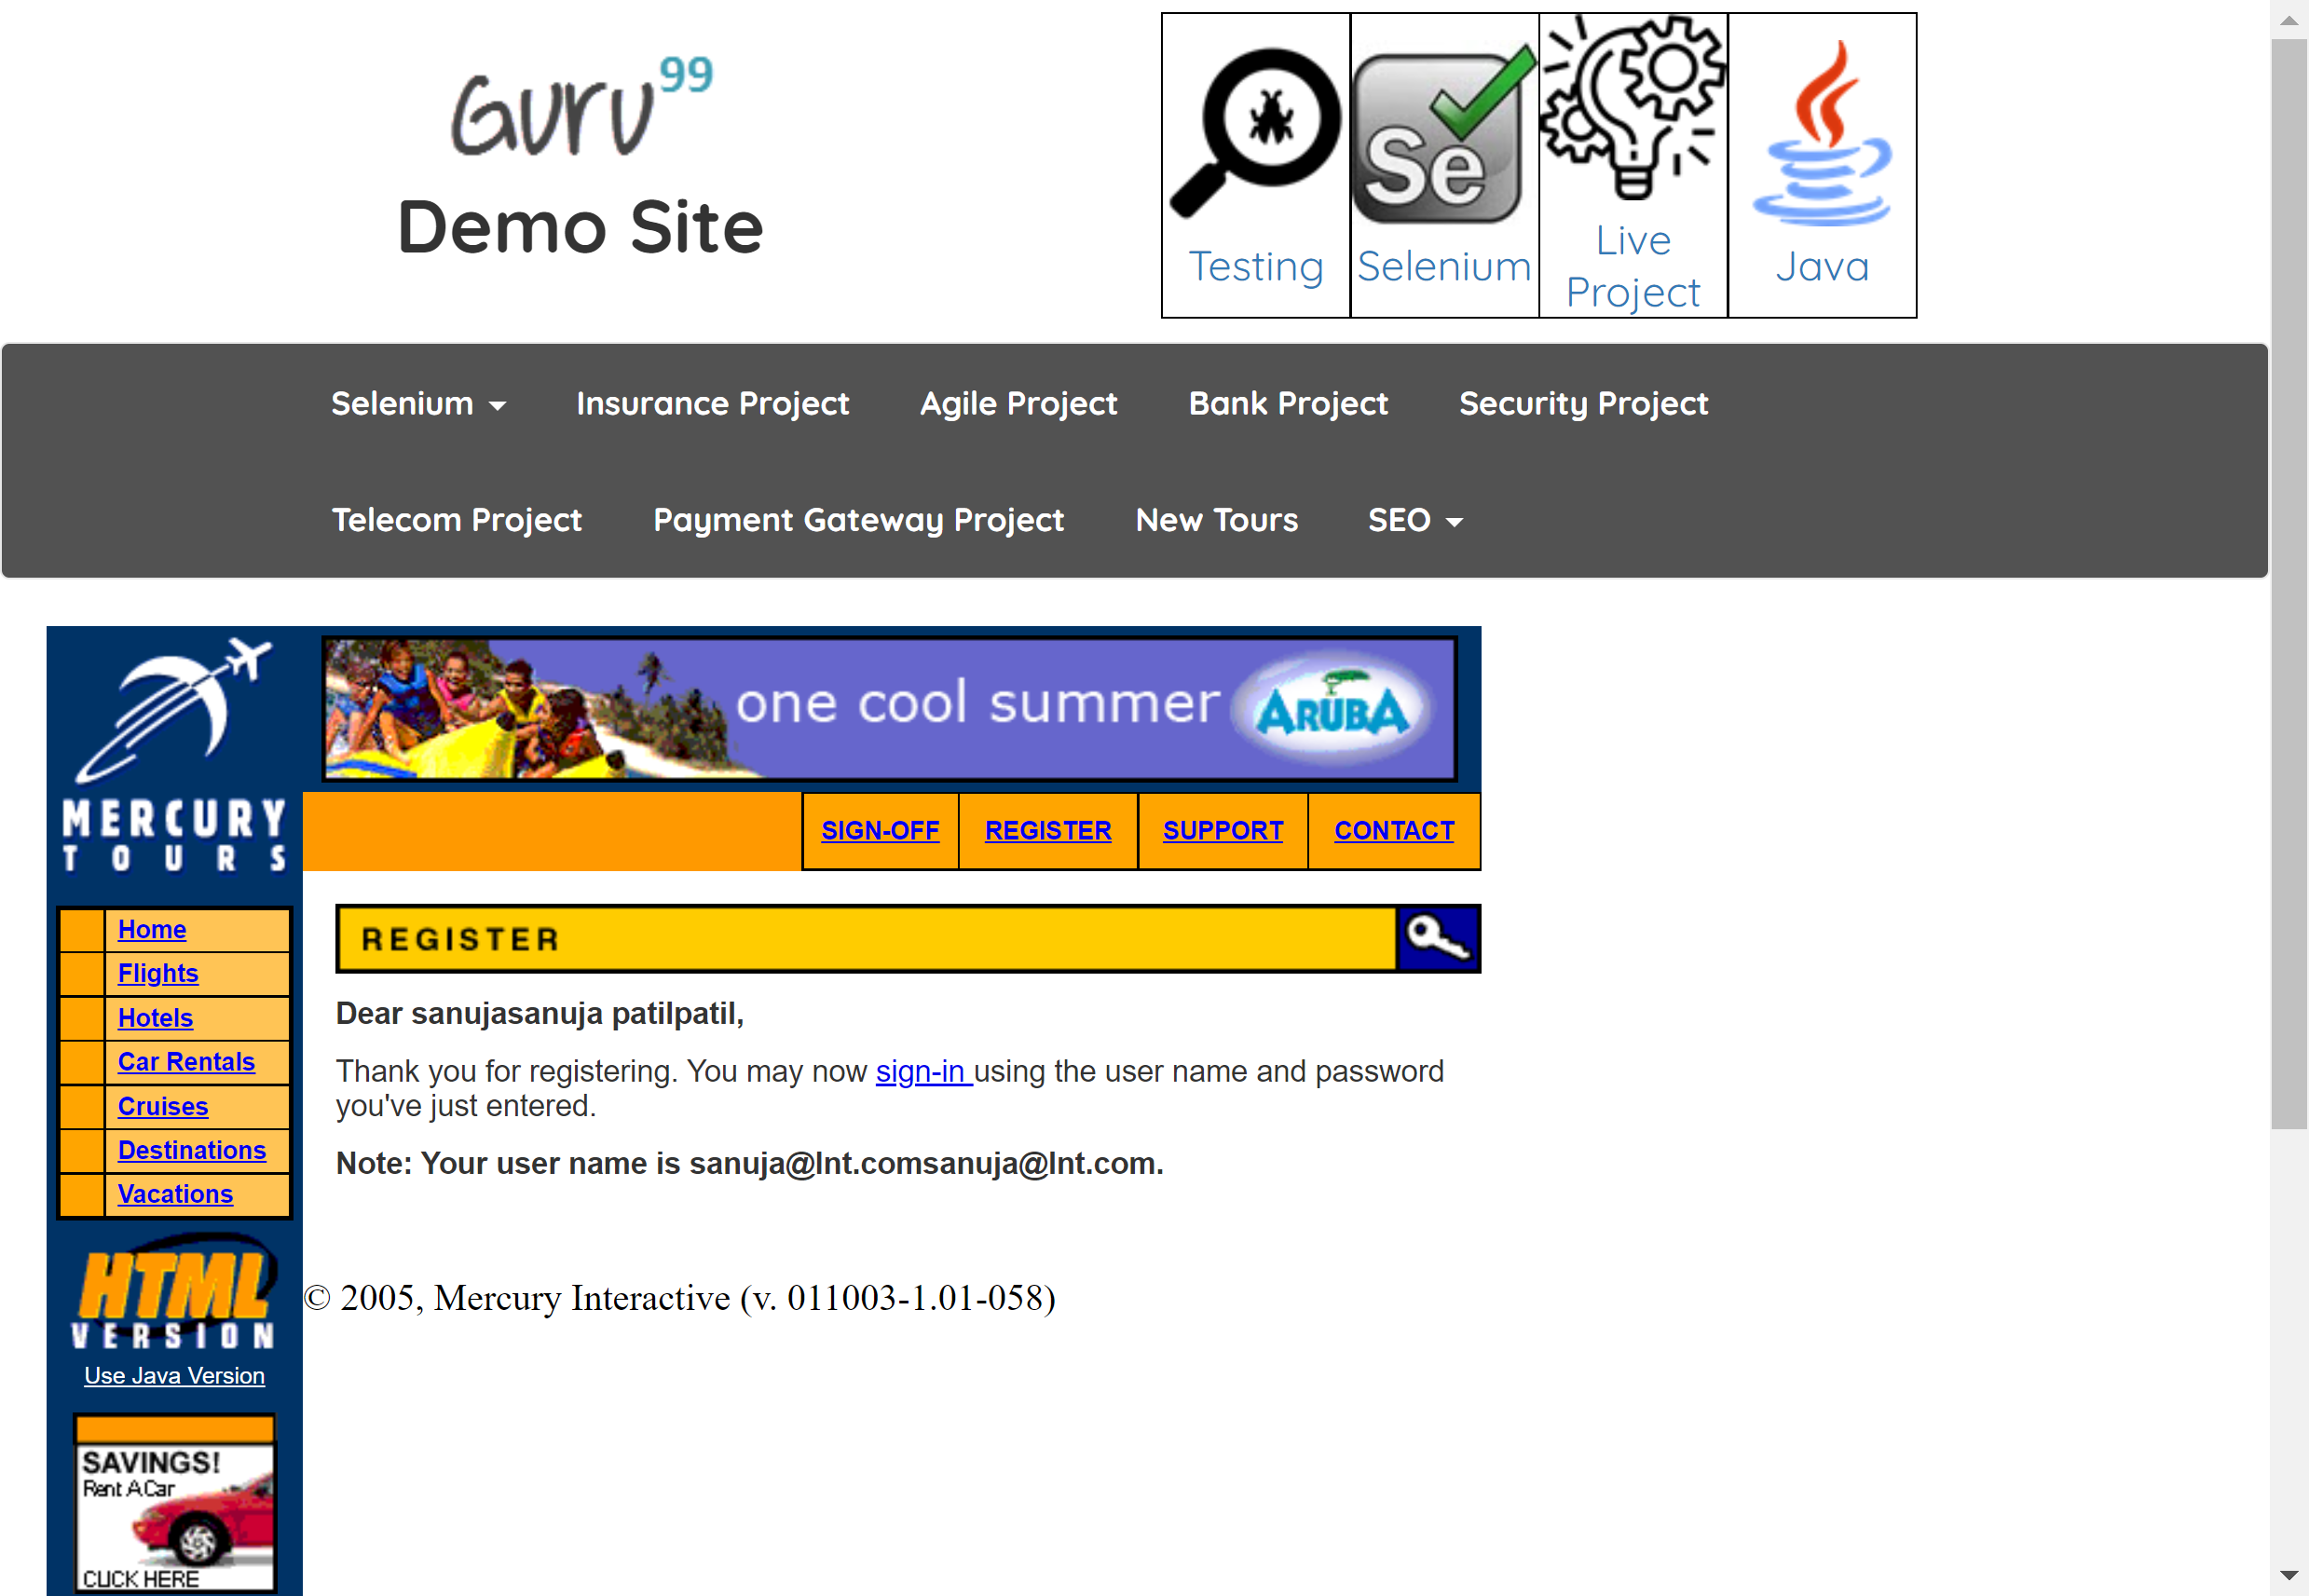 Guru99
Demo Site
Testing
Selenium
Live
Project
Java
Selenium
Insurance Project
Agile Project
Bank Project
Security Project
Telecom Project
Payment Gateway Project
New Tours
SEO
one cool summer ARUBA
MERCURY
TOURS
SIGN-OFF
REGISTER
SUPPORT
CONTACT
Home
Flights
Hotels
Car Rentals
Cruises
Destinations
Vacations
HTML
VERSION
Use Java Version
SAVINGS!
Rent A Car
CLICK HERE
REGISTER
Dear sanujasanuja patilpatil,
Thank you for registering. You may now sign-in using the user name and password
you've just entered.
Note: Your user name is sanuja@lnt.comsanuja@lnt.com.
© 2005, Mercury Interactive (v. 011003-1.01-058)